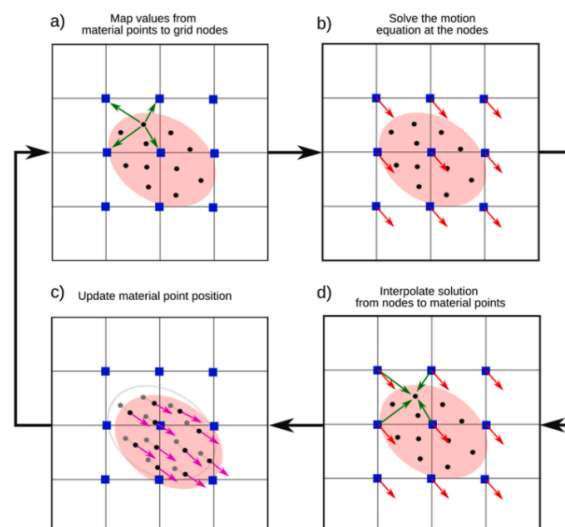 a)
Map values from
material points to grid nodes
b)
Solve the motion
equation at the nodes
c)
Update material point position
d)
Interpolate solution
from nodes to material points